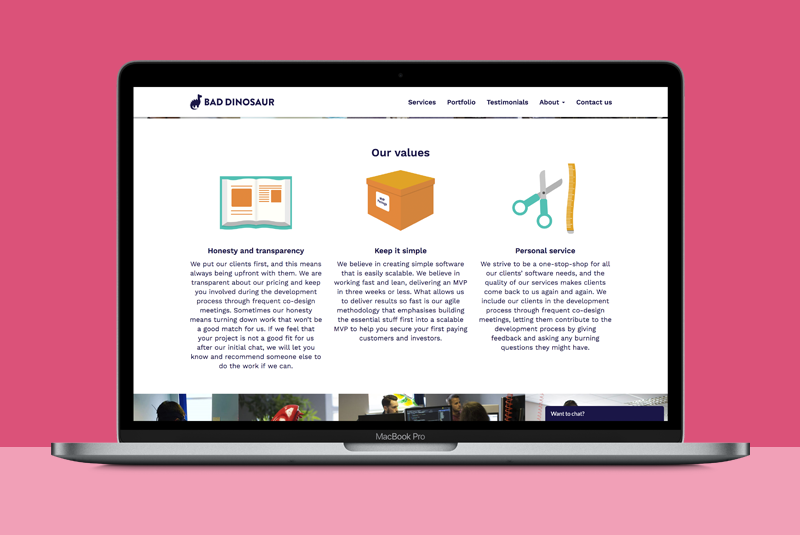 BAD DINOSAUR
Services
Portfolio
Testimonials
About
Contact us
Our values
Honesty and transparency
We put our clients first, and this means
always being upfront with them. We are
transparent about our pricing and keep
you involved during the development
process through frequent co-design
meetings. Sometimes our honesty
means turning down work that won't be
a good match for us. If we feel that
your project is not a good fit for us
after our initial chat, we will let you
know and recommend someone else to
do the work if we can.
Keep it simple
We believe in creating simple software
that is easily scalable. We believe in
working fast and lean, delivering an MVP
in three weeks or less. What allows us
to deliver results so fast is our agile
methodology that emphasises building
the essential stuff first into a scalable
MVP to help you secure your first paying
customers and investors.
Personal service
We strive to be a one-stop-shop for all
our clients' software needs, and the
quality of our services makes clients
come back to us again and again. We
include our clients in the development
process through frequent co-design
meetings, letting them contribute to the
development process by giving
feedback and asking any burning
questions they might have.
Want to chat?
MacBook Pro